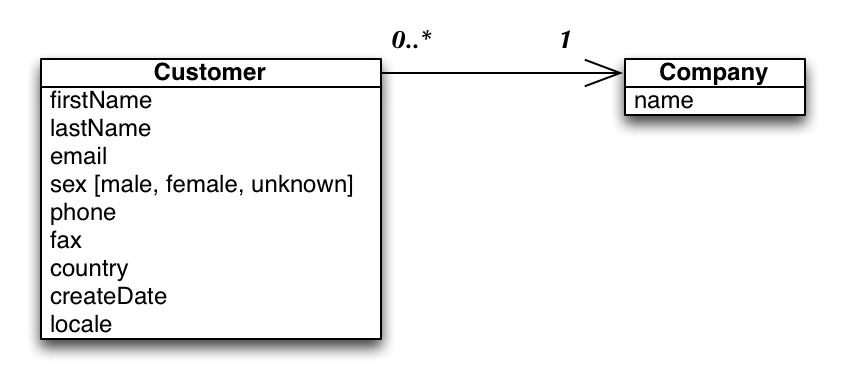 0..*
1
Customer
firstName
lastName
email
sex [male, female, unknown]
phone
fax
country
createDate
locale
Company
name